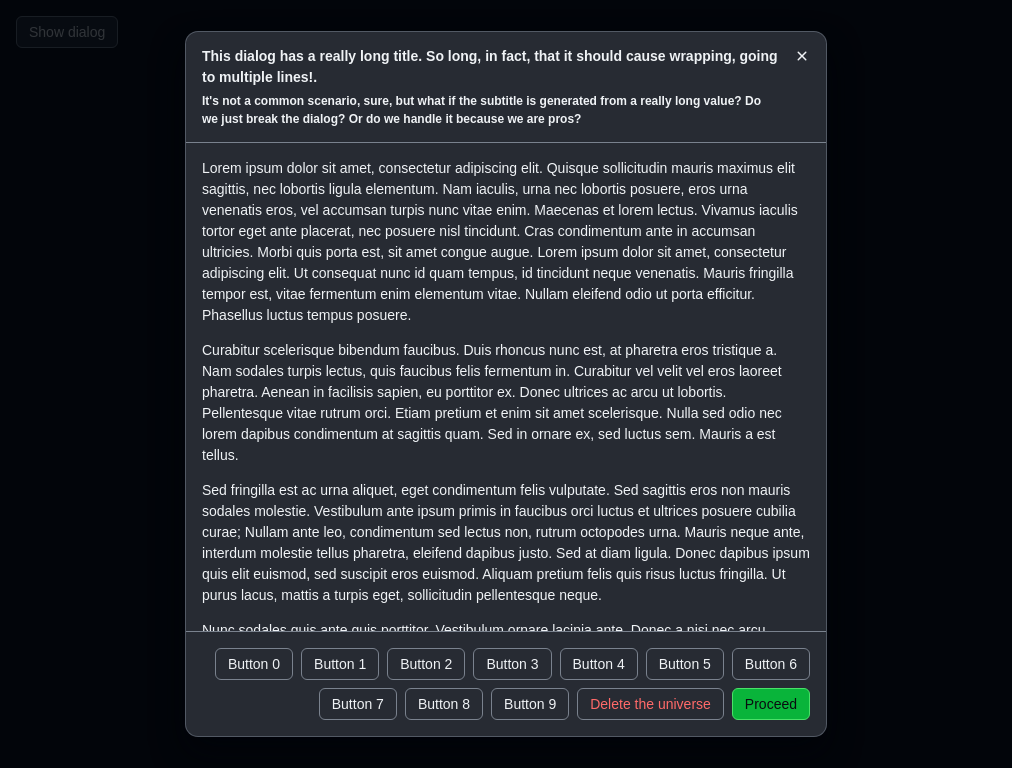 Show dialog
This dialog has a really long title. So long, in fact, that it should cause wrapping, going
to multiple lines!.
It's not a common scenario, sure, but what if the subtitle is generated from a really long value? Do
we just break the dialog? Or do we handle it because we are pros?
Lorem ipsum dolor sit amet, consectetur adipiscing elit. Quisque sollicitudin mauris maximus elit
sagittis, nec lobortis ligula elementum. Nam iaculis, urna nec lobortis posuere, eros urna
venenatis eros, vel accumsan turpis nunc vitae enim. Maecenas et lorem lectus. Vivamus iaculis
tortor eget ante placerat, nec posuere nisl tincidunt. Cras condimentum ante in accumsan
ultricies. Morbi quis porta est, sit amet congue augue. Lorem ipsum dolor sit amet, consectetur
adipiscing elit. Ut consequat nunc id quam tempus, id tincidunt neque venenatis. Mauris fringilla
tempor est, vitae fermentum enim elementum vitae. Nullam eleifend odio ut porta efficitur.
Phasellus luctus tempus posuere.
Curabitur scelerisque bibendum faucibus. Duis rhoncus nunc est, at pharetra eros tristique a.
Nam sodales turpis lectus, quis faucibus felis fermentum in. Curabitur vel velit vel eros laoreet
pharetra. Aenean in facilisis sapien, eu porttitor ex. Donec ultrices ac arcu ut lobortis.
Pellentesque vitae rutrum orci. Etiam pretium et enim sit amet scelerisque. Nulla sed odio nec
lorem dapibus condimentum at sagittis quam. Sed in ornare ex, sed luctus sem. Mauris a est
tellus.
Sed fringilla est ac urna aliquet, eget condimentum felis vulputate. Sed sagittis eros non mauris
sodales molestie. Vestibulum ante ipsum primis in faucibus orci luctus et ultrices posuere cubilia
curae; Nullam ante leo, condimentum sed lectus non, rutrum octopodes urna. Mauris neque ante,
interdum molestie tellus pharetra, eleifend dapibus justo. Sed at diam ligula. Donec dapibus ipsum
quis elit euismod, sed suscipit eros euismod. Aliquam pretium felis quis risus luctus fringilla. Ut
purus lacus, mattis a turpis eget, sollicitudin pellentesque neque.
Nunc sodales quis ante quis porttitor. Vestibulum ornare lacinia ante. Donec a nisi nec arcu
Button 0 Button 1 Button 2 Button 3 Button 4 Button 5 Button 6
Button 7 Button 8 Button 9 Delete the universe Proceed